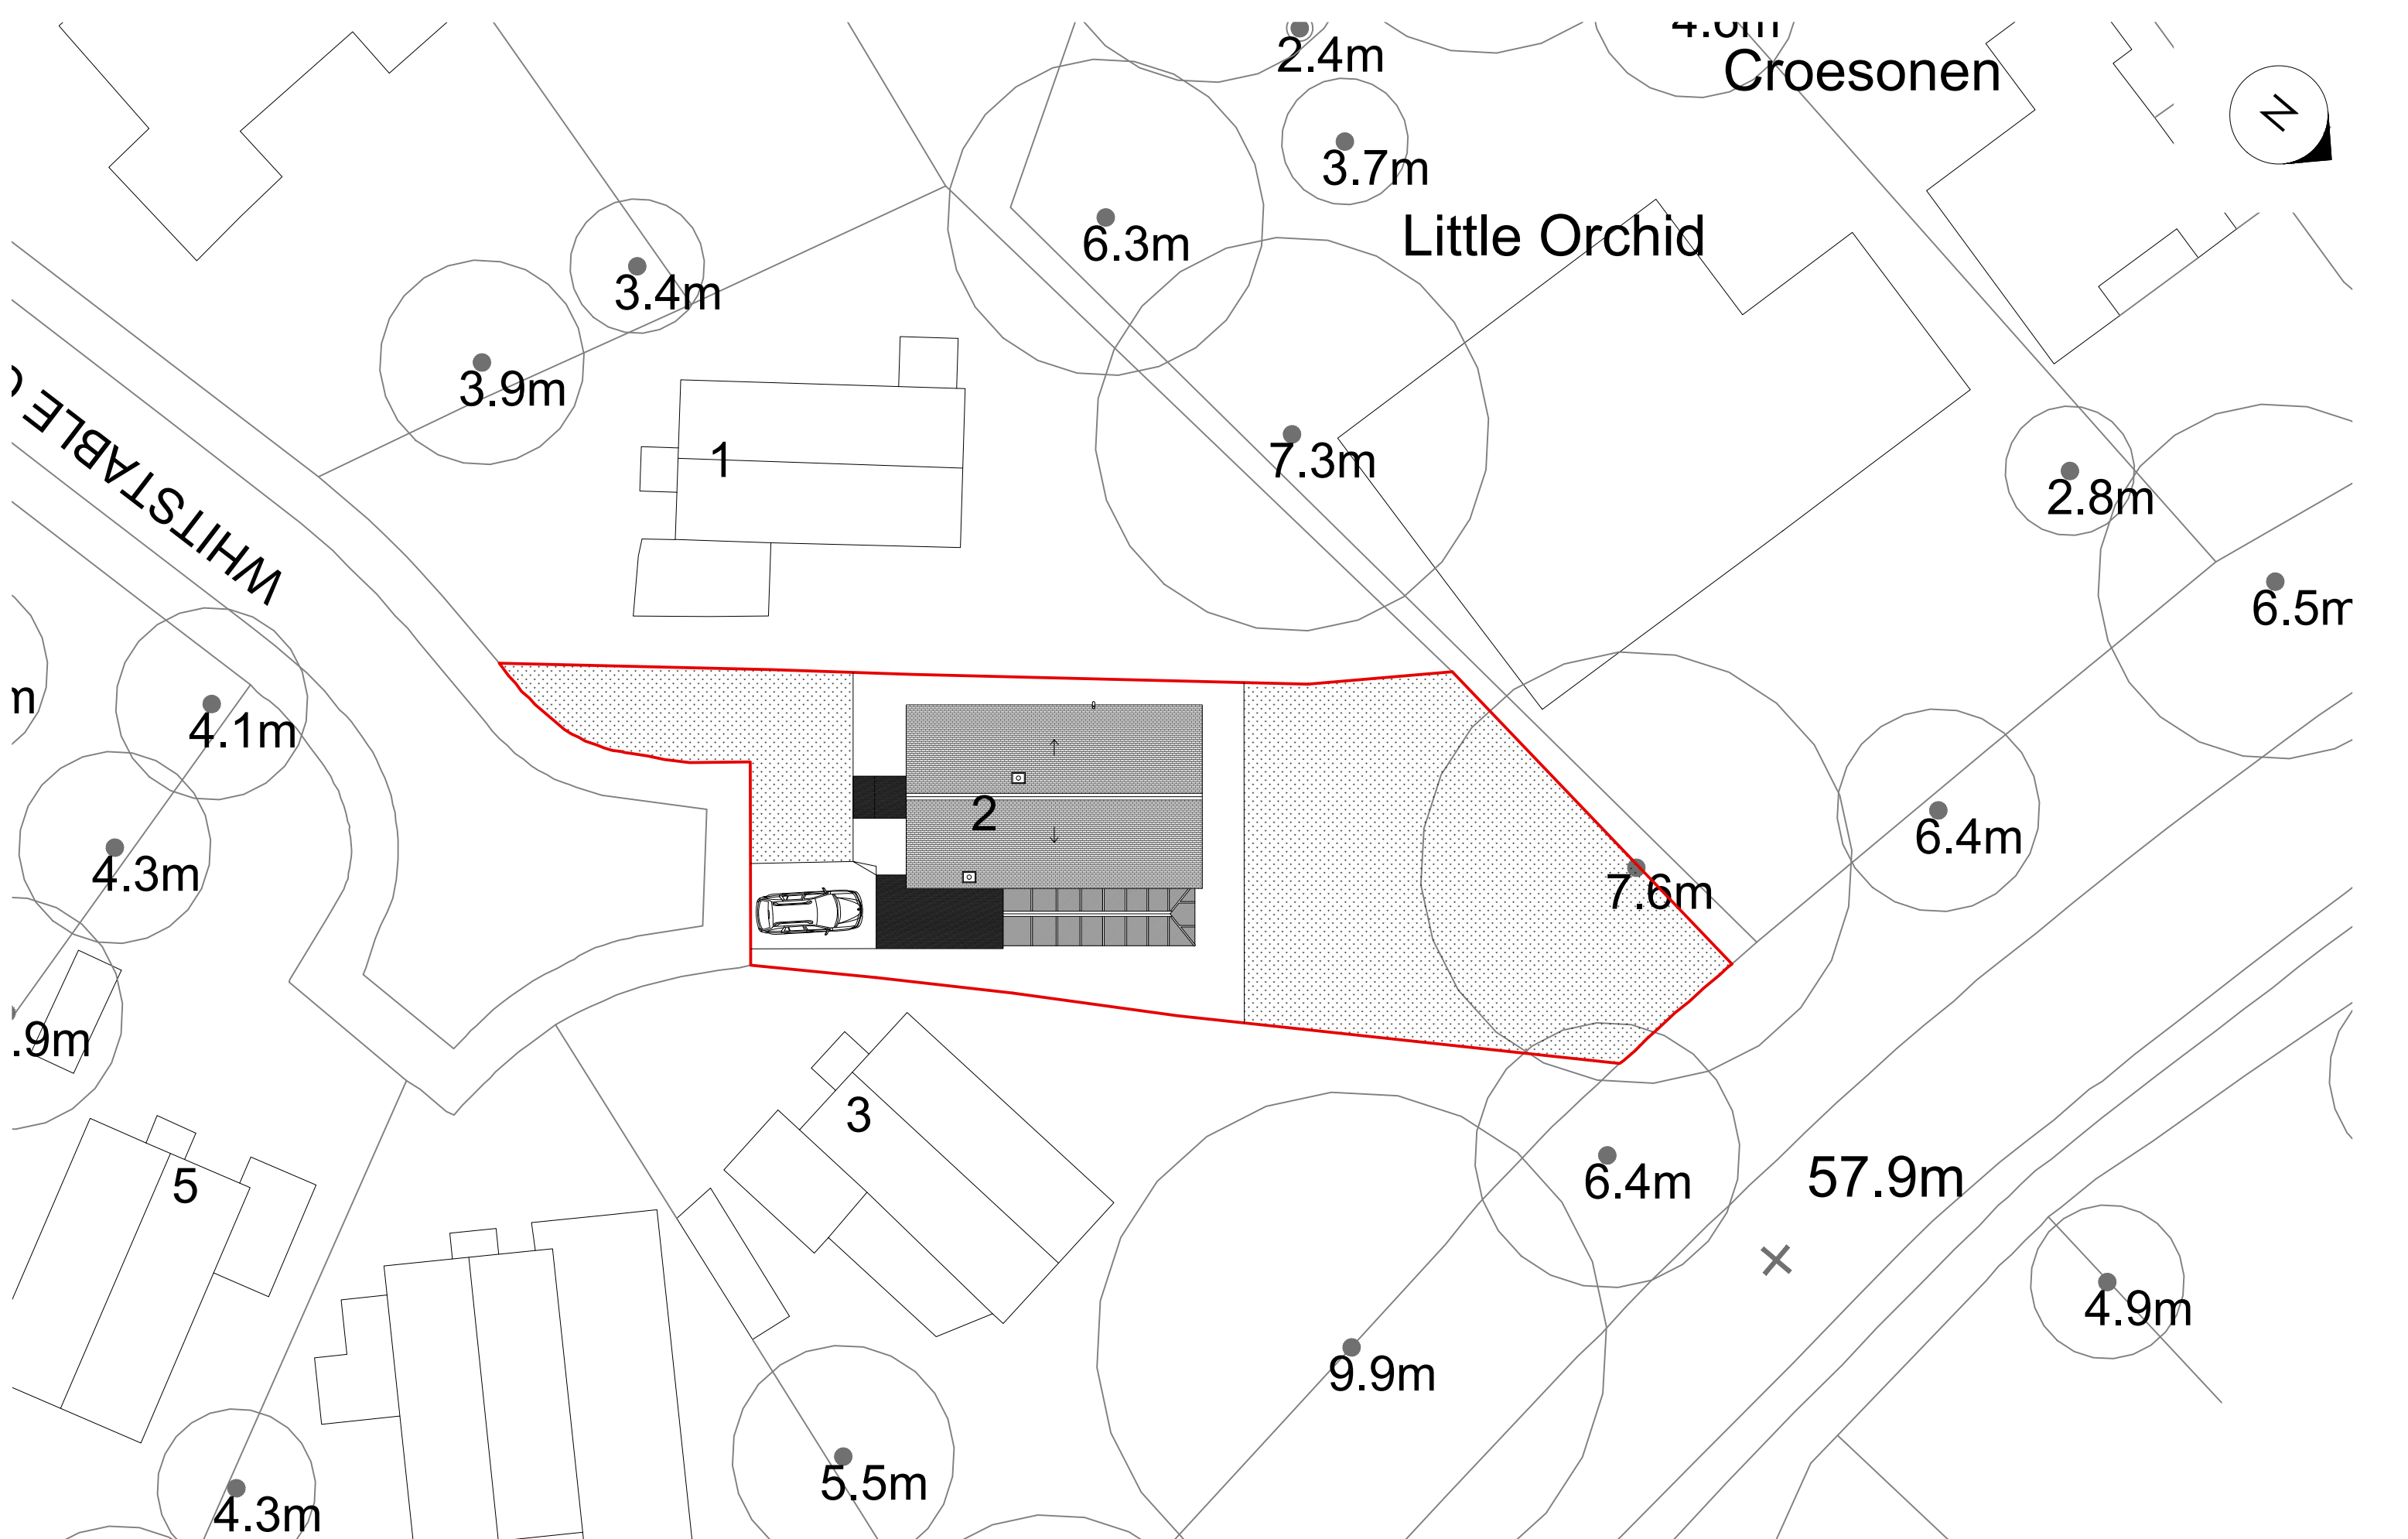 2.4m
Croesonen
N
3.7m
Little Orchid
6.3m
3.4m
3.9m
1
7.3m
2.8m
WHITSTABLE
6.5m
4.1m
2
6.4m
4.3m
7.6m
.9m
3
5
6.4m
57.9m
4.9m
9.9m
5.5m
4.3m